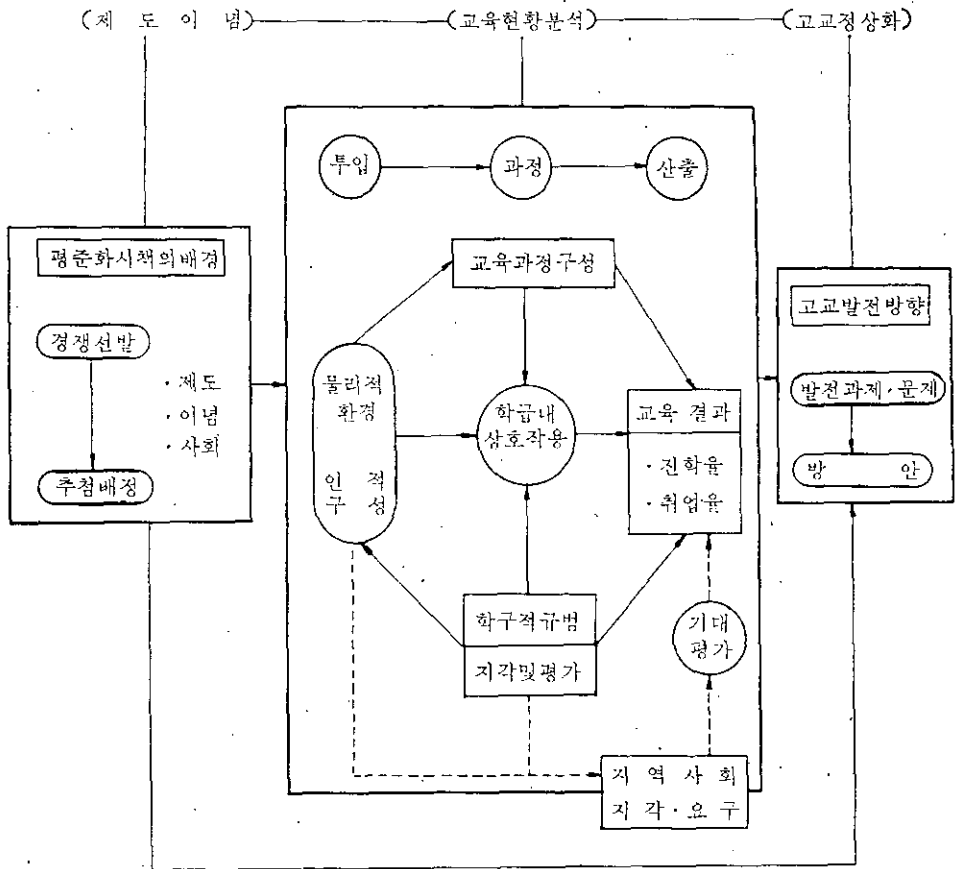 (제 도 이 념) (교육현황분석) (고교정상화)
투입 과정 산출
평준화시책의배경
경쟁선발
· 제도
· 이념
· 사회
추첨배정
교육과정구성
물리적
환경
인 적
구 성
학급내
상호작용
교육 결과
· 진학율
· 취업율
학구적규범
지각및평가
기대
평가
지 역 사 회
지 각 · 요 구
고교발전방향
발전과제 · 문제
방 안